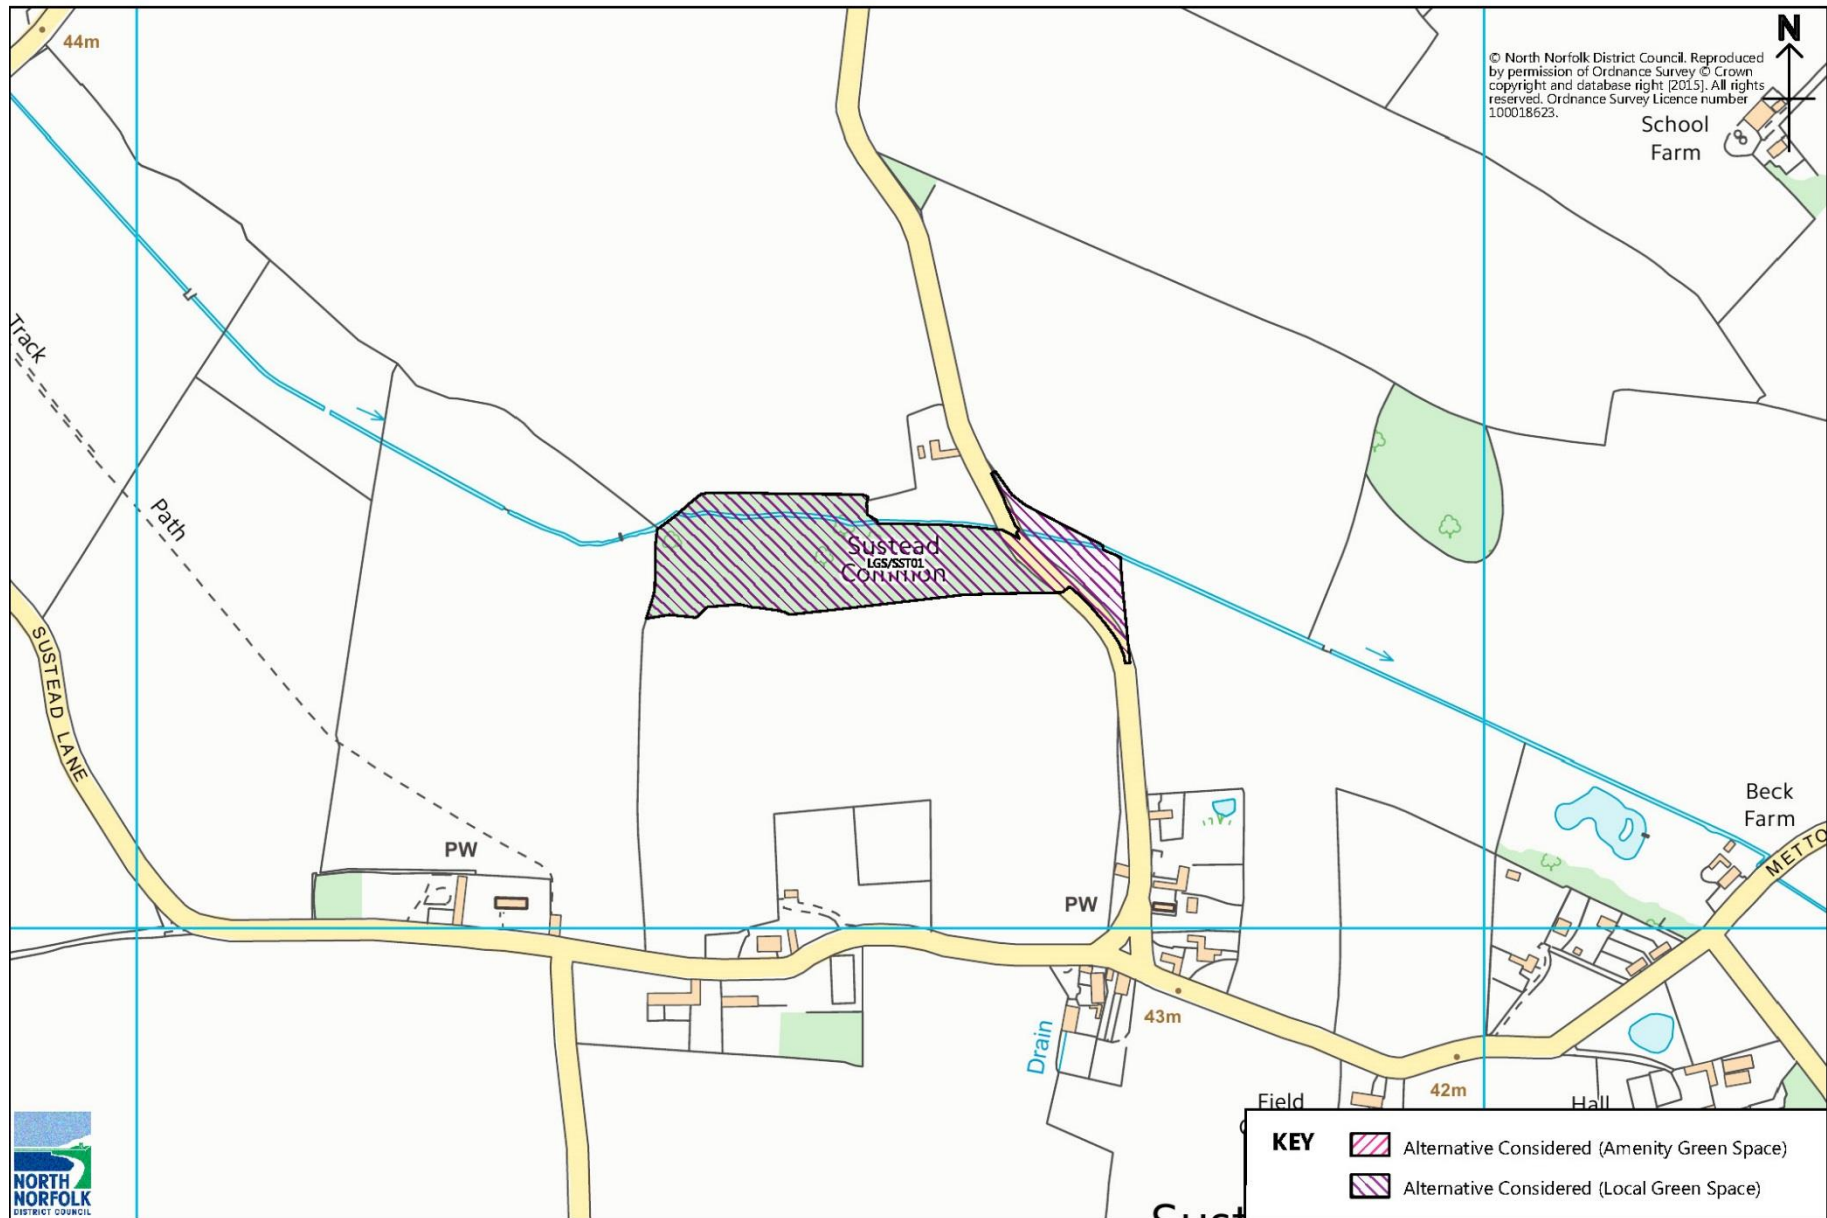 44m
N
© North Norfolk District Council. Reproduced
by permission of Ordnance Survey © Crown
copyright and database right [2015]. All rights
reserved. Ordnance Survey Licence number
100018623.
School
Farm
Track
Path
Sustead
LGS/SST01
Common
SUSTEAD LANE
Beck
Farm
PW
METTO
PW
43m
Drain
42m
Field
Hall
KEY
Alternative Considered (Amenity Green Space)
Alternative Considered (Local Green Space)
Sust
NORTH
NORFOLK
DISTRICT COUNCIL